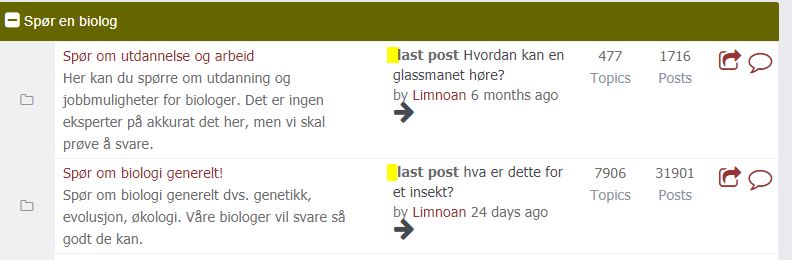 Spør en biolog
Spør om utdannelse og arbeid
Her kan du spørre om utdanning og
jobbmuligheter for biologer. Det er ingen
eksperter på akkurat det her, men vi skal
prøve å svare.
last post Hvordan kan en
glassmanet høre?
by Limnoan 6 months ago
477
Topics
1716
Posts
Spør om biologi generelt!
Spør om biologi generelt dvs. genetikk,
evolusjon, økologi. Våre biologer vil svare så
godt de kan.
last post hva er dette for
et insekt?
by Limnoan 24 days ago
7906
Topics
31901
Posts